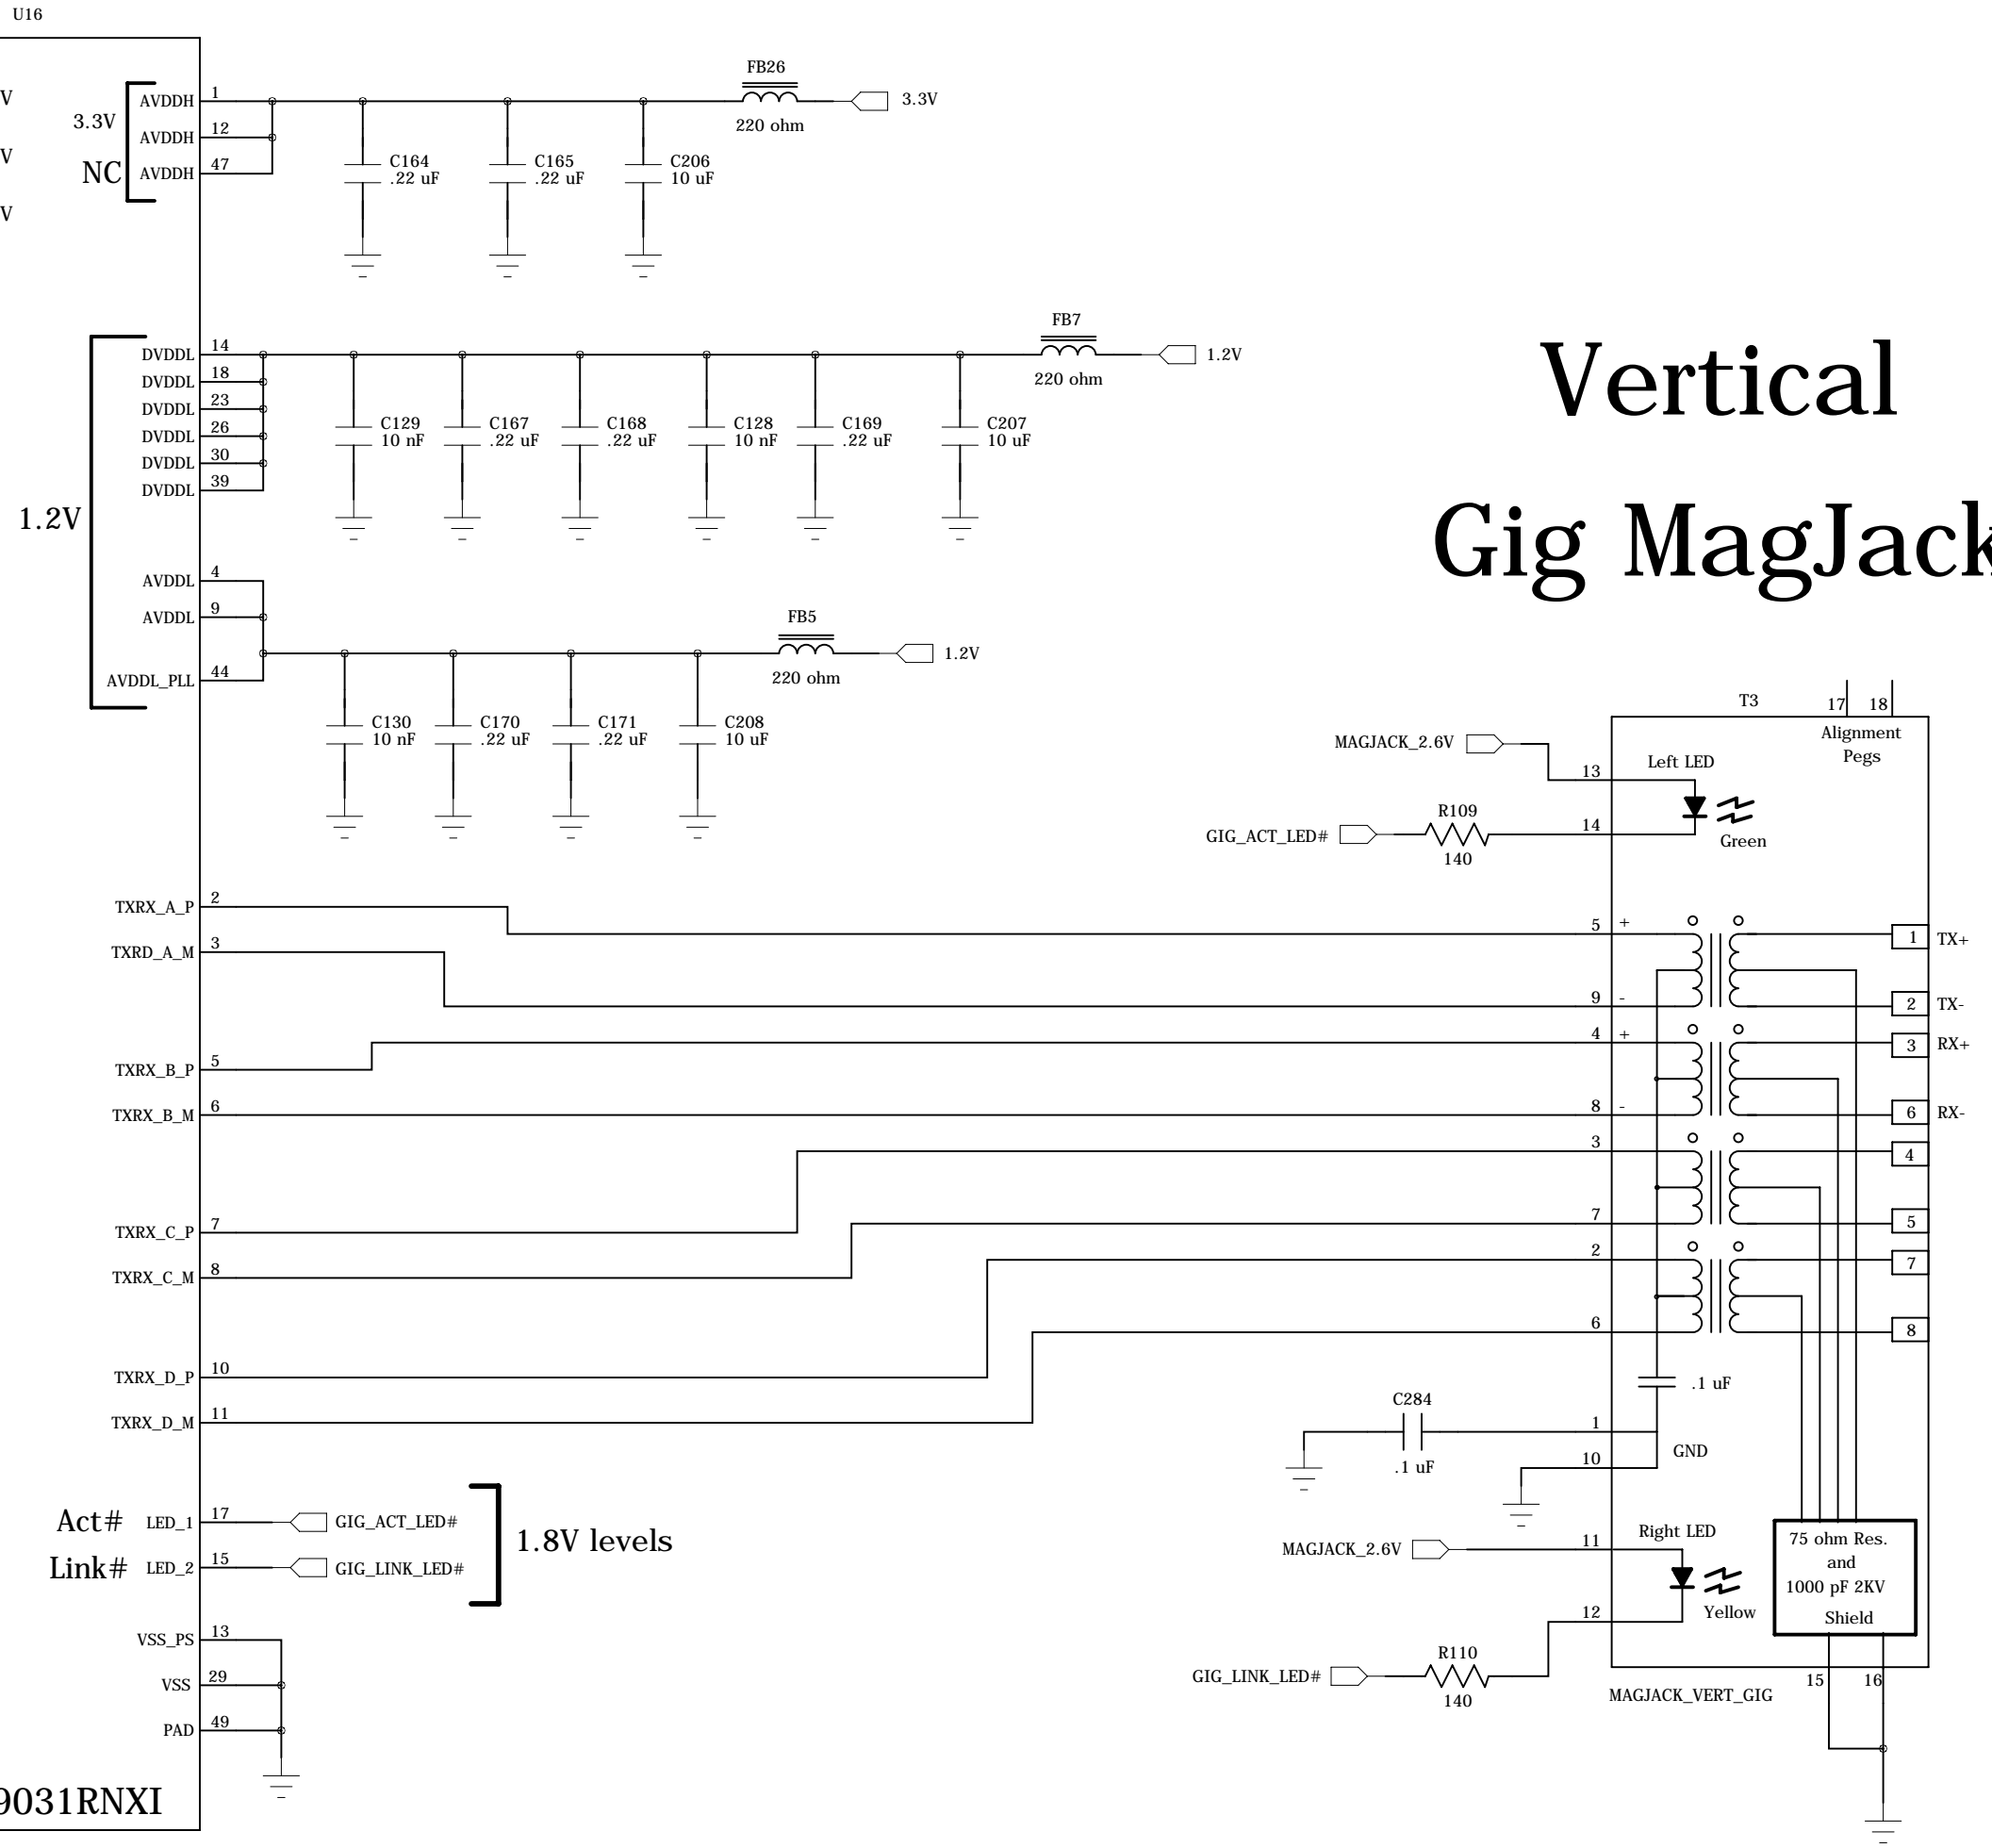 U16
V
V
V
3.3V
NC
AVDDH 1
AVDDH 12
AVDDH 47
FB26
220 ohm
3.3V
C164
.22 uF
C165
.22 uF
C206
10 uF
1.2V
DVDDL 14
DVDDL 18
DVDDL 23
DVDDL 26
DVDDL 30
DVDDL 39
FB7
220 ohm
1.2V
C129
10 nF
C167
.22 uF
C168
.22 uF
C128
10 nF
C169
.22 uF
C207
10 uF
Vertical
Gig MagJack
AVDDL 4
AVDDL 9
AVDDL_PLL 44
FB5
220 ohm
1.2V
C130
10 nF
C170
.22 uF
C171
.22 uF
C208
10 uF
T3
17 18
Alignment
Pegs
MAGJACK_2.6V
13
Left LED
GIG_ACT_LED#
R109
140
14
Green
TXRX_A_P 2
TXRD_A_M 3
TXRX_B_P 5
TXRX_B_M 6
TXRX_C_P 7
TXRX_C_M 8
TXRX_D_P 10
TXRX_D_M 11
5 +
9 -
4 +
8 -
3
7
2
6
1 TX+
2 TX-
3 RX+
6 RX-
4
5
7
8
.1 uF
C284
.1 uF
1
10
GND
Act# LED_1 17 GIG_ACT_LED#
Link# LED_2 15 GIG_LINK_LED#
1.8V levels
MAGJACK_2.6V
11
Right LED
12
Yellow
GIG_LINK_LED#
R110
140
75 ohm Res.
and
1000 pF 2KV
Shield
15 16
MAGJACK_VERT_GIG
VSS_PS 13
VSS 29
PAD 49
9031RNXI